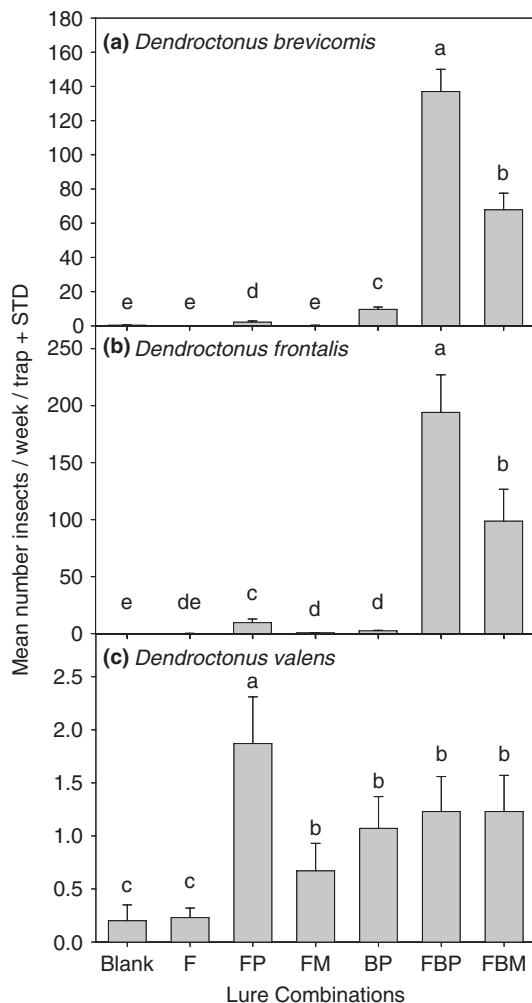 Mean number insects / week / trap + STD
(a) Dendroctonus brevicomis
180
160
140
120
100
80
60
40
20
0
e e d e c a b
(b) Dendroctonus frontalis
250
200
150
100
50
0
e de c d d a b
(c) Dendroctonus valens
2.5
2.0
1.5
1.0
0.5
0.0
c c a b b b b
Blank F FP FM BP FBP FBM
Lure Combinations